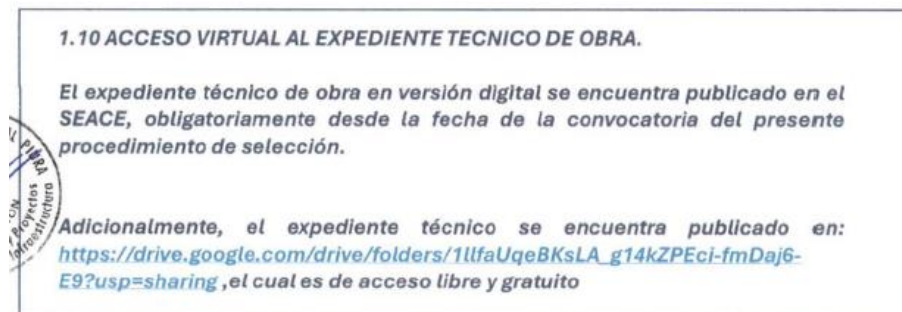 1.10 ACCESO VIRTUAL AL EXPEDIENTE TECNICO DE OBRA.
El expediente técnico de obra en versión digital se encuentra publicado en el
SEACE, obligatoriamente desde la fecha de la convocatoria del presente
procedimiento de selección.
PIURA
Proyectos
Infraestructura
Adicionalmente, el expediente técnico se encuentra publicado en:
https://drive.google.com/drive/folders/1llfaUqeBKsLA_g14kZPEci-fmDaj6-
E9?usp=sharing ,el cual es de acceso libre y gratuito